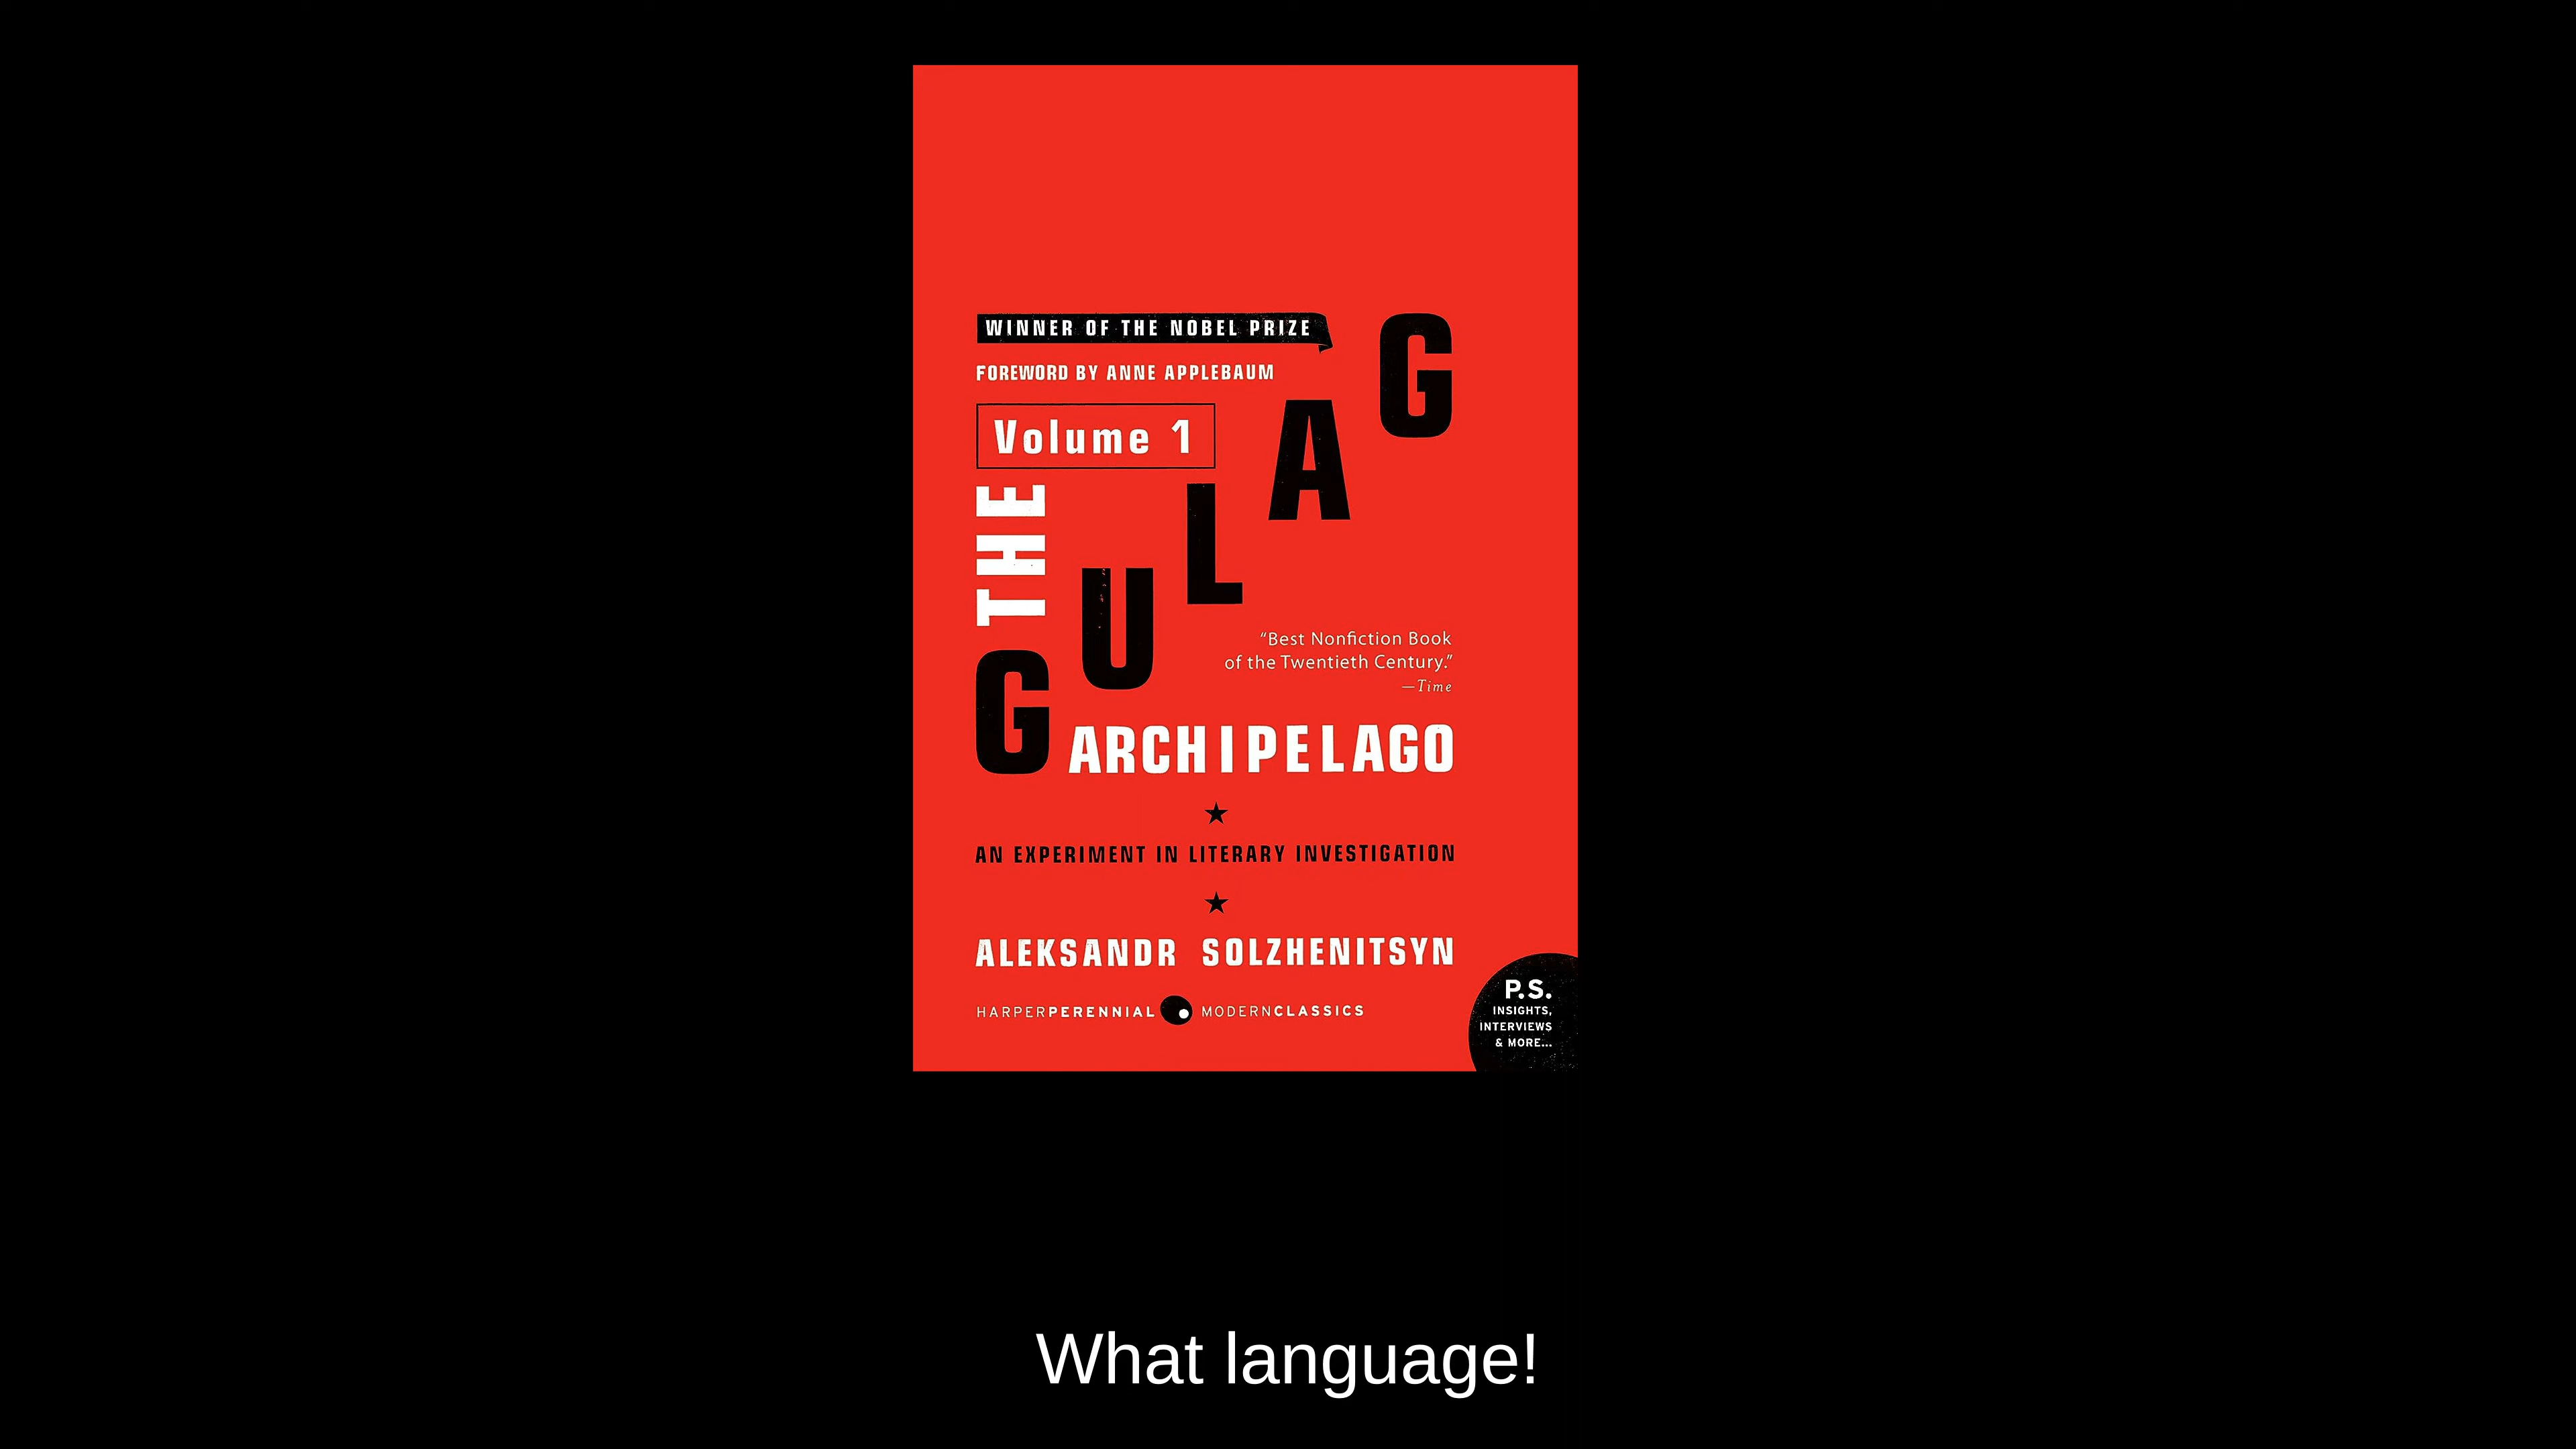 WINNER OF THE NOBEL PRIZE
FOREWORD BY ANNE APPLEBAUM
Volume 1
THE
GULAG
"Best Nonfiction Book
of the Twentieth Century."
—Time
ARCHIPELAGO
AN EXPERIMENT IN LITERARY INVESTIGATION
ALEKSANDR SOLZHENITSYN
HARPERPERENNIAL MODERNCLASSICS
P.S.
INSIGHTS,
INTERVIEWS
& MORE...
What language!